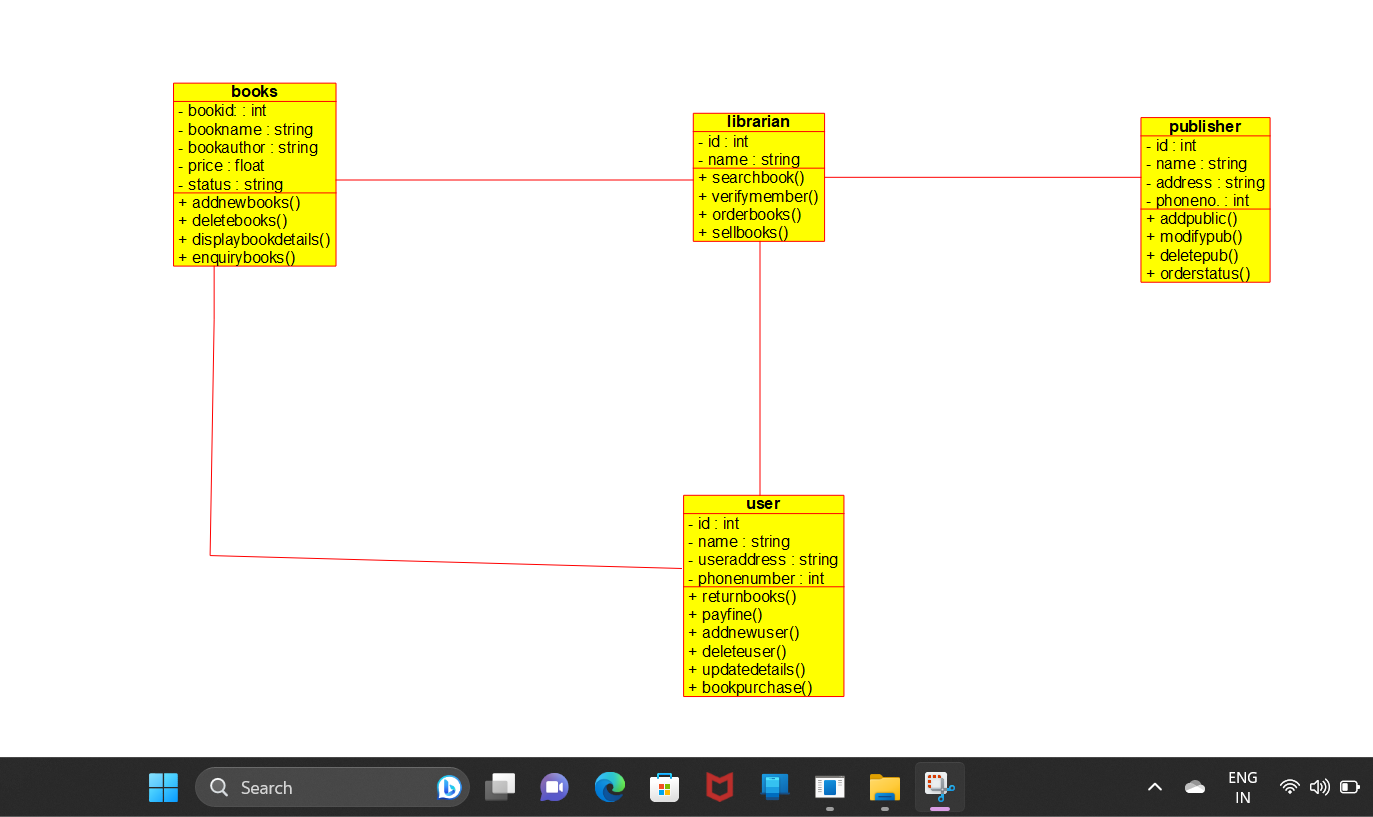 books
- bookid: : int
- bookname : string
- bookauthor : string
- price : float
- status : string
+ addnewbooks()
+ deletebooks()
+ displaybookdetails()
+ enquirybooks()
librarian
- id : int
- name : string
+ searchbook()
+ verifymember()
+ orderbooks()
+ sellbooks()
publisher
- id : int
- name : string
- address : string
- phoneno. : int
+ addpublic()
+ modifypub()
+ deletepub()
+ orderstatus()
user
- id : int
- name : string
- useraddress : string
- phonenumber : int
+ returnbooks()
+ payfine()
+ addnewuser()
+ deleteuser()
+ updatedetails()
+ bookpurchase()
Search
ENG
IN